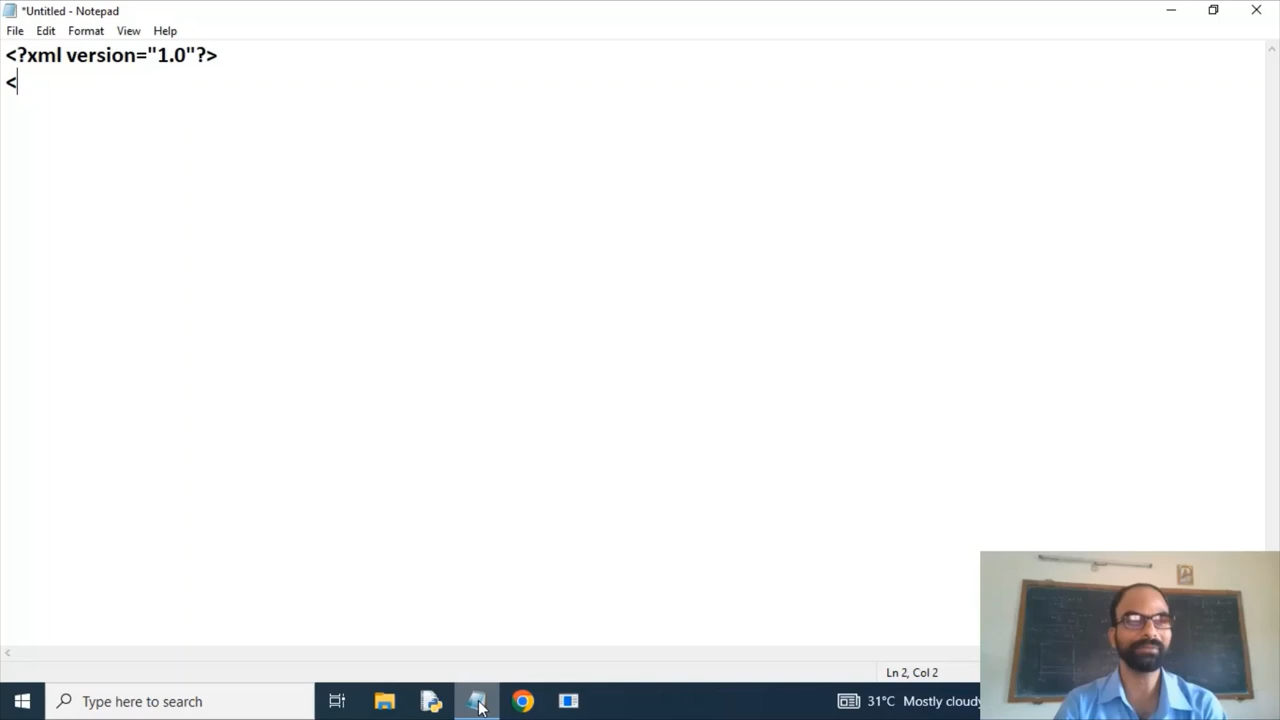 *Untitled - Notepad
File Edit Format View Help
<?xml version="1.0"?>
<
Ln 2, Col 2
Type here to search
31°C Mostly cloudy